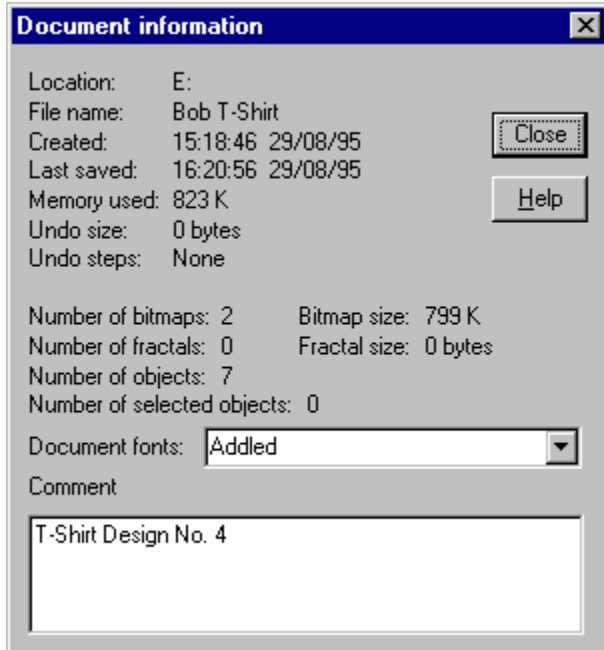 Document information
Location: E:
File name: Bob T-Shirt
Created: 15:18:46 29/08/95
Last saved: 16:20:56 29/08/95
Memory used: 823 K
Undo size: 0 bytes
Undo steps: None
Close
Help
Number of bitmaps: 2 Bitmap size: 799 K
Number of fractals: 0 Fractal size: 0 bytes
Number of objects: 7
Number of selected objects: 0
Document fonts: Addled
Comment
T-Shirt Design No. 4